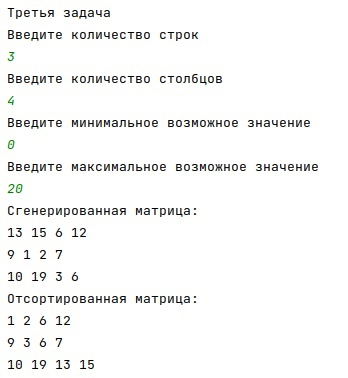 Третья задача
Введите количество строк
3
Введите количество столбцов
4
Введите минимальное возможное значение
0
Введите максимальное возможное значение
20
Сгенерированная матрица:
13 15 6 12
9 1 2 7
10 19 3 6
Отсортированная матрица:
1 2 6 12
9 3 6 7
10 19 13 15